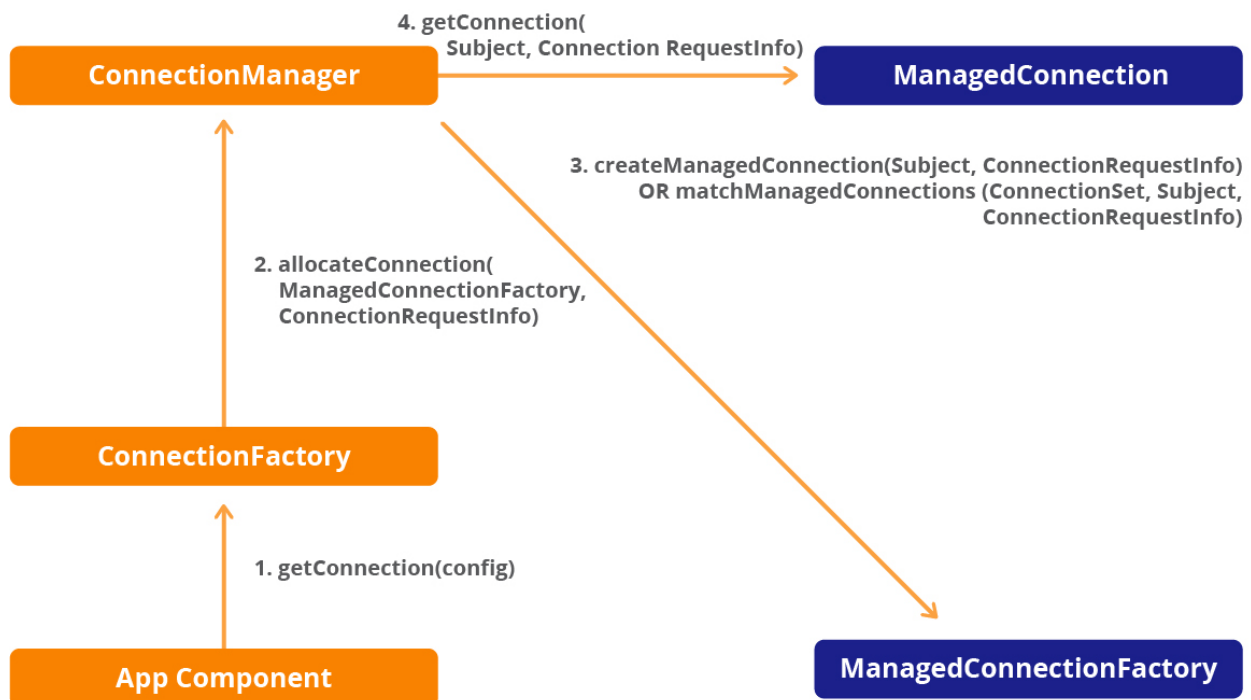 4. getConnection(
Subject, Connection RequestInfo)
ConnectionManager
ManagedConnection
3. createManagedConnection(Subject, ConnectionRequestInfo)
OR matchManagedConnections (ConnectionSet, Subject,
ConnectionRequestInfo)
2. allocateConnection(
ManagedConnectionFactory,
ConnectionRequestInfo)
ConnectionFactory
1. getConnection(config)
App Component
ManagedConnectionFactory